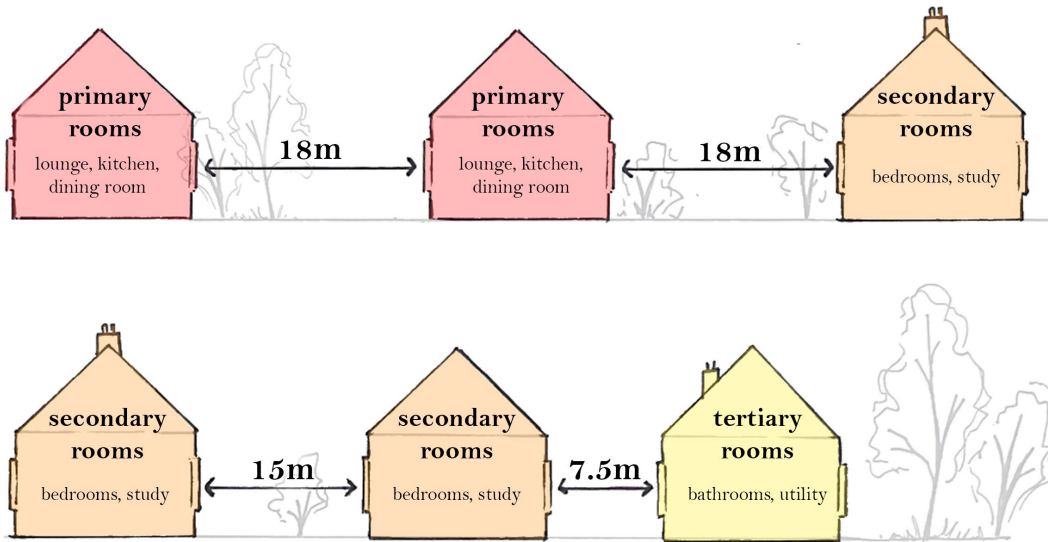 primary
rooms
lounge, kitchen,
dining room
18m
primary
rooms
lounge, kitchen,
dining room
18m
secondary
rooms
bedrooms, study
secondary
rooms
bedrooms, study
15m
secondary
rooms
bedrooms, study
7.5m
tertiary
rooms
bathrooms, utility